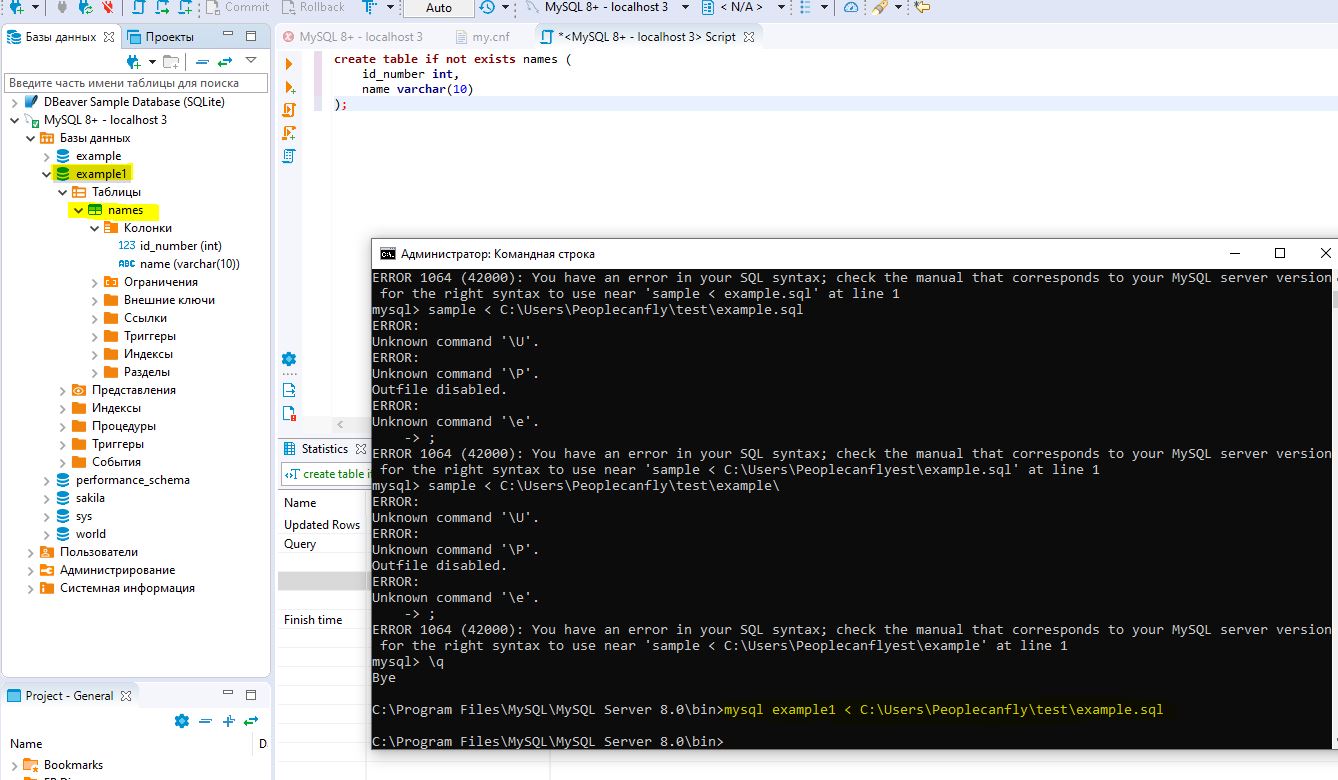 Commit Rollback T Auto MySQL 8+ - localhost 3 < N/A >
Базы данных Проекты
MySQL 8+ - localhost 3 my.cnf *<MySQL 8+ - localhost 3> Script
Введите часть имени таблицы для поиска
DBeaver Sample Database (SQLite)
MySQL 8+ - localhost 3
Базы данных
example
example1
Таблицы
names
Колонки
123 id_number (int)
ABC name (varchar(10))
Ограничения
Внешние ключи
Ссылки
Триггеры
Индексы
Разделы
Представления
Индексы
Процедуры
Триггеры
События
performance_schema
sakila
sys
world
Пользователи
Администрирование
Системная информация
Project - General
Name D
Bookmarks
create table if not exists names (
id_number int,
name varchar(10)
);
Statistics
create table i
Name
Updated Rows
Query
Finish time
Администратор: Командная строка
ERROR 1064 (42000): You have an error in your SQL syntax; check the manual that corresponds to your MySQL server version
for the right syntax to use near 'sample < example.sql' at line 1
mysql> sample < C:\Users\Peoplecanfly\test\example.sql
ERROR:
Unknown command '\U'.
ERROR:
Unknown command '\P'.
Outfile disabled.
ERROR:
Unknown command '\e'.
-> ;
ERROR 1064 (42000): You have an error in your SQL syntax; check the manual that corresponds to your MySQL server version
for the right syntax to use near 'sample < C:\Users\Peoplecanflyest\example.sql' at line 1
mysql> sample < C:\Users\Peoplecanfly\test\example\
ERROR:
Unknown command '\U'.
ERROR:
Unknown command '\P'.
Outfile disabled.
ERROR:
Unknown command '\e'.
-> ;
ERROR 1064 (42000): You have an error in your SQL syntax; check the manual that corresponds to your MySQL server version
for the right syntax to use near 'sample < C:\Users\Peoplecanflyest\example' at line 1
mysql> \q
Bye
C:\Program Files\MySQL\MySQL Server 8.0\bin>mysql example1 < C:\Users\Peoplecanfly\test\example.sql
C:\Program Files\MySQL\MySQL Server 8.0\bin>